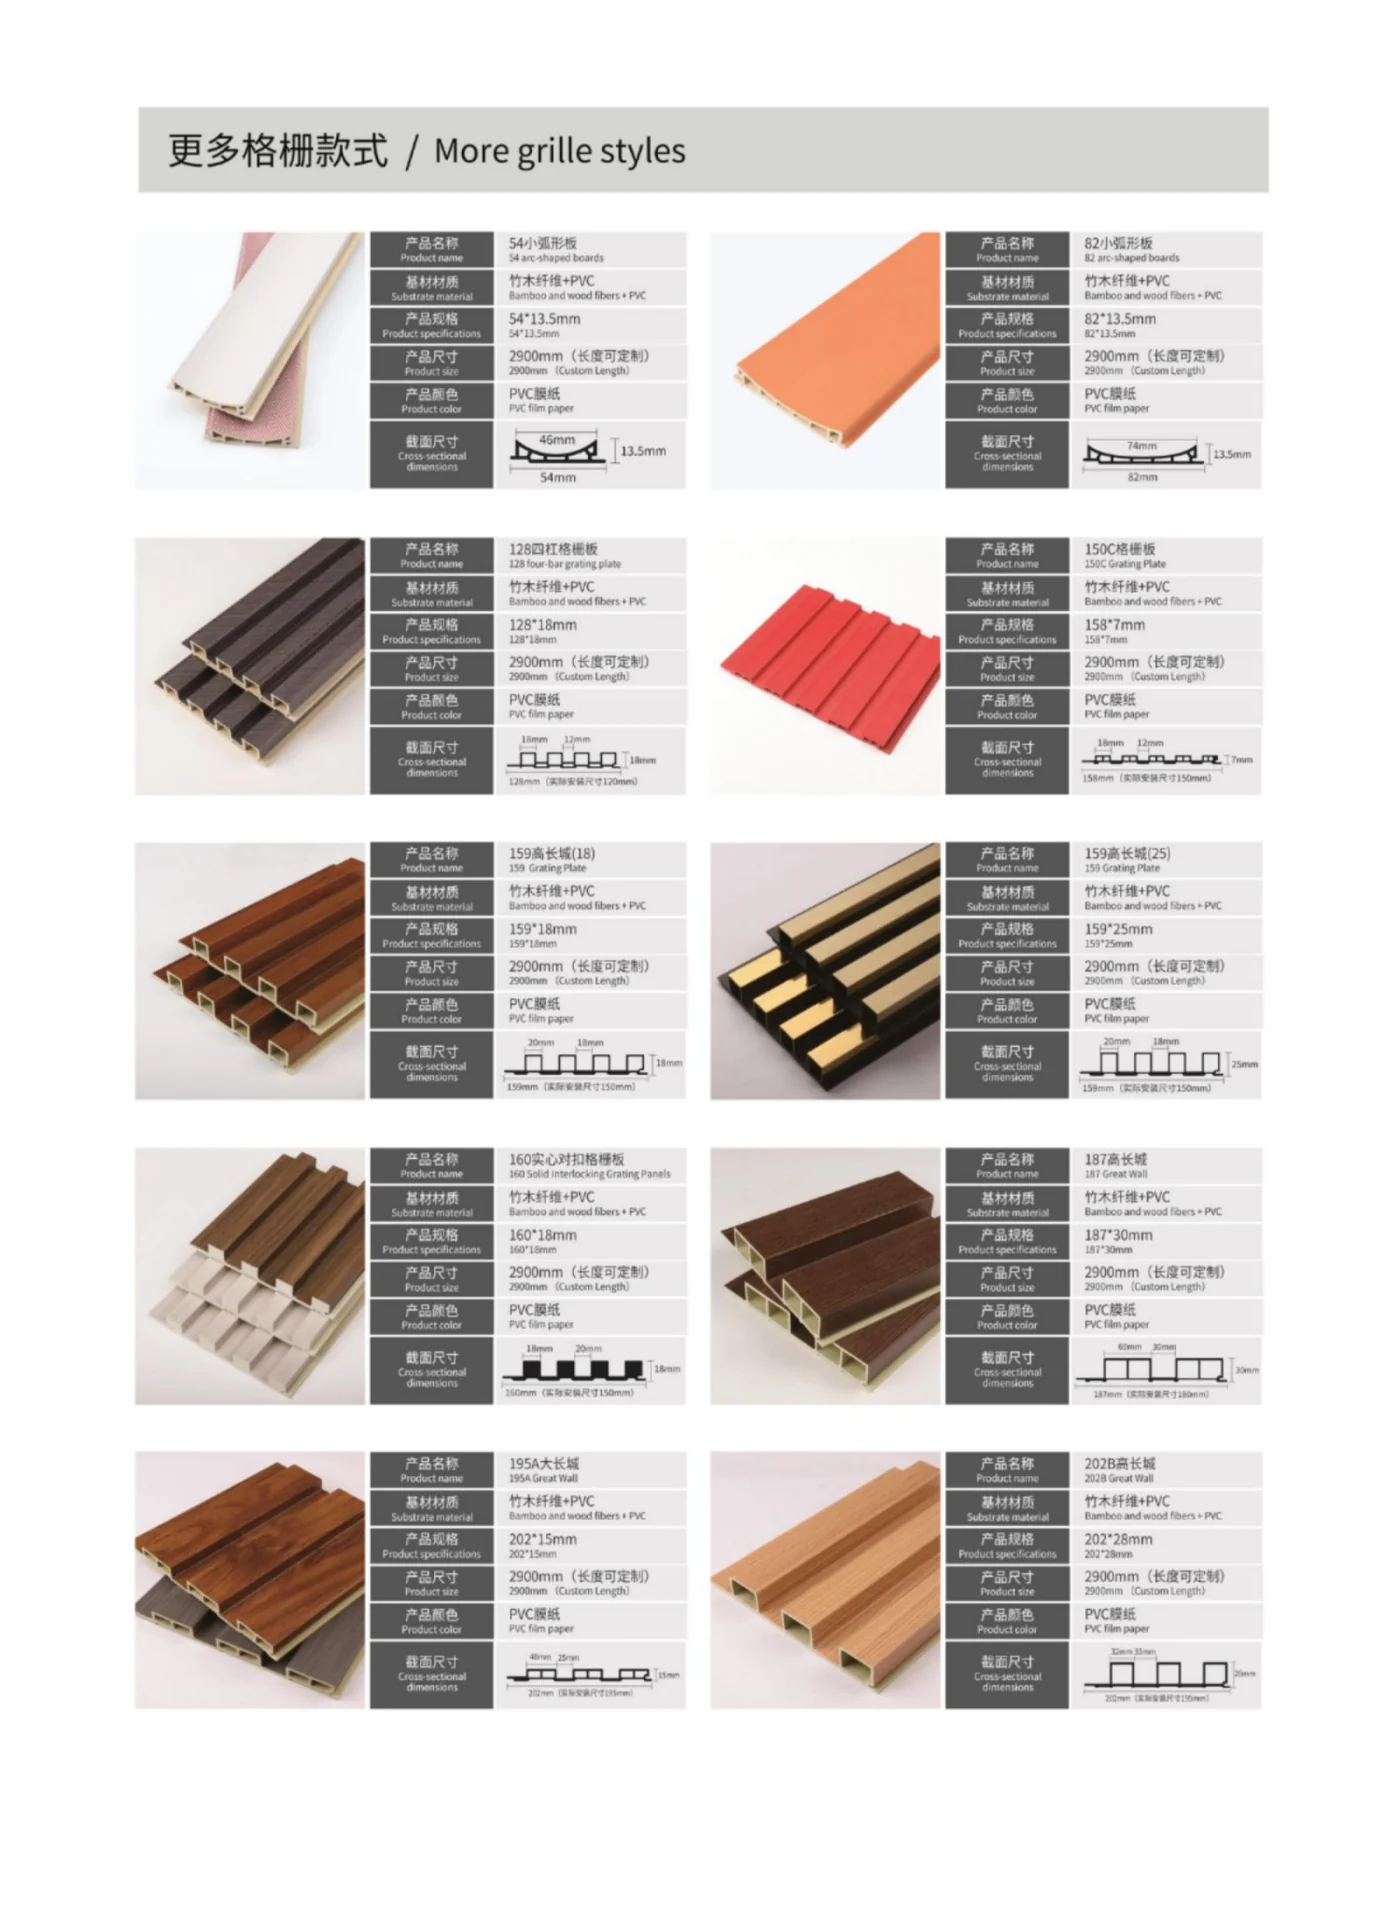 更多格栅款式 / More grille styles
产品名称 54小弧形板
Product name 54 arc-shaped boards
基材材质 竹木纤维+PVC
Substrate material Bamboo and wood fibers + PVC
产品规格 54*13.5mm
Product specifications 54*13.5mm
产品尺寸 2900mm（长度可定制）
Product size 2900mm （Custom Length）
产品颜色 PVC膜纸
Product color PVC film paper
截面尺寸
Cross-sectional
dimensions
46mm
13.5mm
54mm
产品名称 82小弧形板
Product name 82 arc-shaped boards
基材材质 竹木纤维+PVC
Substrate material Bamboo and wood fibers + PVC
产品规格 82*13.5mm
Product specifications 82*13.5mm
产品尺寸 2900mm（长度可定制）
Product size 2900mm （Custom Length）
产品颜色 PVC膜纸
Product color PVC film paper
截面尺寸
Cross-sectional
dimensions
74mm
13.5mm
82mm
产品名称 128四杠格栅板
Product name 128 four-bar grating plate
基材材质 竹木纤维+PVC
Substrate material Bamboo and wood fibers + PVC
产品规格 128*18mm
Product specifications 128*18mm
产品尺寸 2900mm（长度可定制）
Product size 2900mm （Custom Length）
产品颜色 PVC膜纸
Product color PVC film paper
截面尺寸
Cross-sectional
dimensions
18mm 12mm
18mm
128mm（实际安装尺寸120mm）
产品名称 150C格栅板
Product name 150C Grating Plate
基材材质 竹木纤维+PVC
Substrate material Bamboo and wood fibers + PVC
产品规格 158*7mm
Product specifications 158*7mm
产品尺寸 2900mm（长度可定制）
Product size 2900mm （Custom Length）
产品颜色 PVC膜纸
Product color PVC film paper
截面尺寸
Cross-sectional
dimensions
18mm 12mm
7mm
158mm（实际安装尺寸150mm）
产品名称 159高长城(18)
Product name 159 Grating Plate
基材材质 竹木纤维+PVC
Substrate material Bamboo and wood fibers + PVC
产品规格 159*18mm
Product specifications 159*18mm
产品尺寸 2900mm（长度可定制）
Product size 2900mm （Custom Length）
产品颜色 PVC膜纸
Product color PVC film paper
截面尺寸
Cross-sectional
dimensions
20mm 18mm
18mm
159mm（实际安装尺寸150mm）
产品名称 159高长城(25)
Product name 159 Grating Plate
基材材质 竹木纤维+PVC
Substrate material Bamboo and wood fibers + PVC
产品规格 159*25mm
Product specifications 159*25mm
产品尺寸 2900mm（长度可定制）
Product size 2900mm （Custom Length）
产品颜色 PVC膜纸
Product color PVC film paper
截面尺寸
Cross-sectional
dimensions
20mm 18mm
25mm
159mm（实际安装尺寸150mm）
产品名称 160实心对扣格栅板
Product name 160 Solid Interlocking Grating Panels
基材材质 竹木纤维+PVC
Substrate material Bamboo and wood fibers + PVC
产品规格 160*18mm
Product specifications 160*18mm
产品尺寸 2900mm（长度可定制）
Product size 2900mm （Custom Length）
产品颜色 PVC膜纸
Product color PVC film paper
截面尺寸
Cross-sectional
dimensions
18mm 20mm
18mm
160mm（实际安装尺寸150mm）
产品名称 187高长城
Product name 187 Great Wall
基材材质 竹木纤维+PVC
Substrate material Bamboo and wood fibers + PVC
产品规格 187*30mm
Product specifications 187*30mm
产品尺寸 2900mm（长度可定制）
Product size 2900mm （Custom Length）
产品颜色 PVC膜纸
Product color PVC film paper
截面尺寸
Cross-sectional
dimensions
60mm 30mm
30mm
187mm（实际安装尺寸180mm）
产品名称 195A大长城
Product name 195A Great Wall
基材材质 竹木纤维+PVC
Substrate material Bamboo and wood fibers + PVC
产品规格 202*15mm
Product specifications 202*15mm
产品尺寸 2900mm（长度可定制）
Product size 2900mm （Custom Length）
产品颜色 PVC膜纸
Product color PVC film paper
截面尺寸
Cross-sectional
dimensions
25mm
15mm
202mm（实际安装尺寸195mm）
产品名称 202B高长城
Product name 202B Great Wall
基材材质 竹木纤维+PVC
Substrate material Bamboo and wood fibers + PVC
产品规格 202*28mm
Product specifications 202*28mm
产品尺寸 2900mm（长度可定制）
Product size 2900mm （Custom Length）
产品颜色 PVC膜纸
Product color PVC film paper
截面尺寸
Cross-sectional
dimensions
32mm 33mm
202mm（实际安装尺寸195mm）